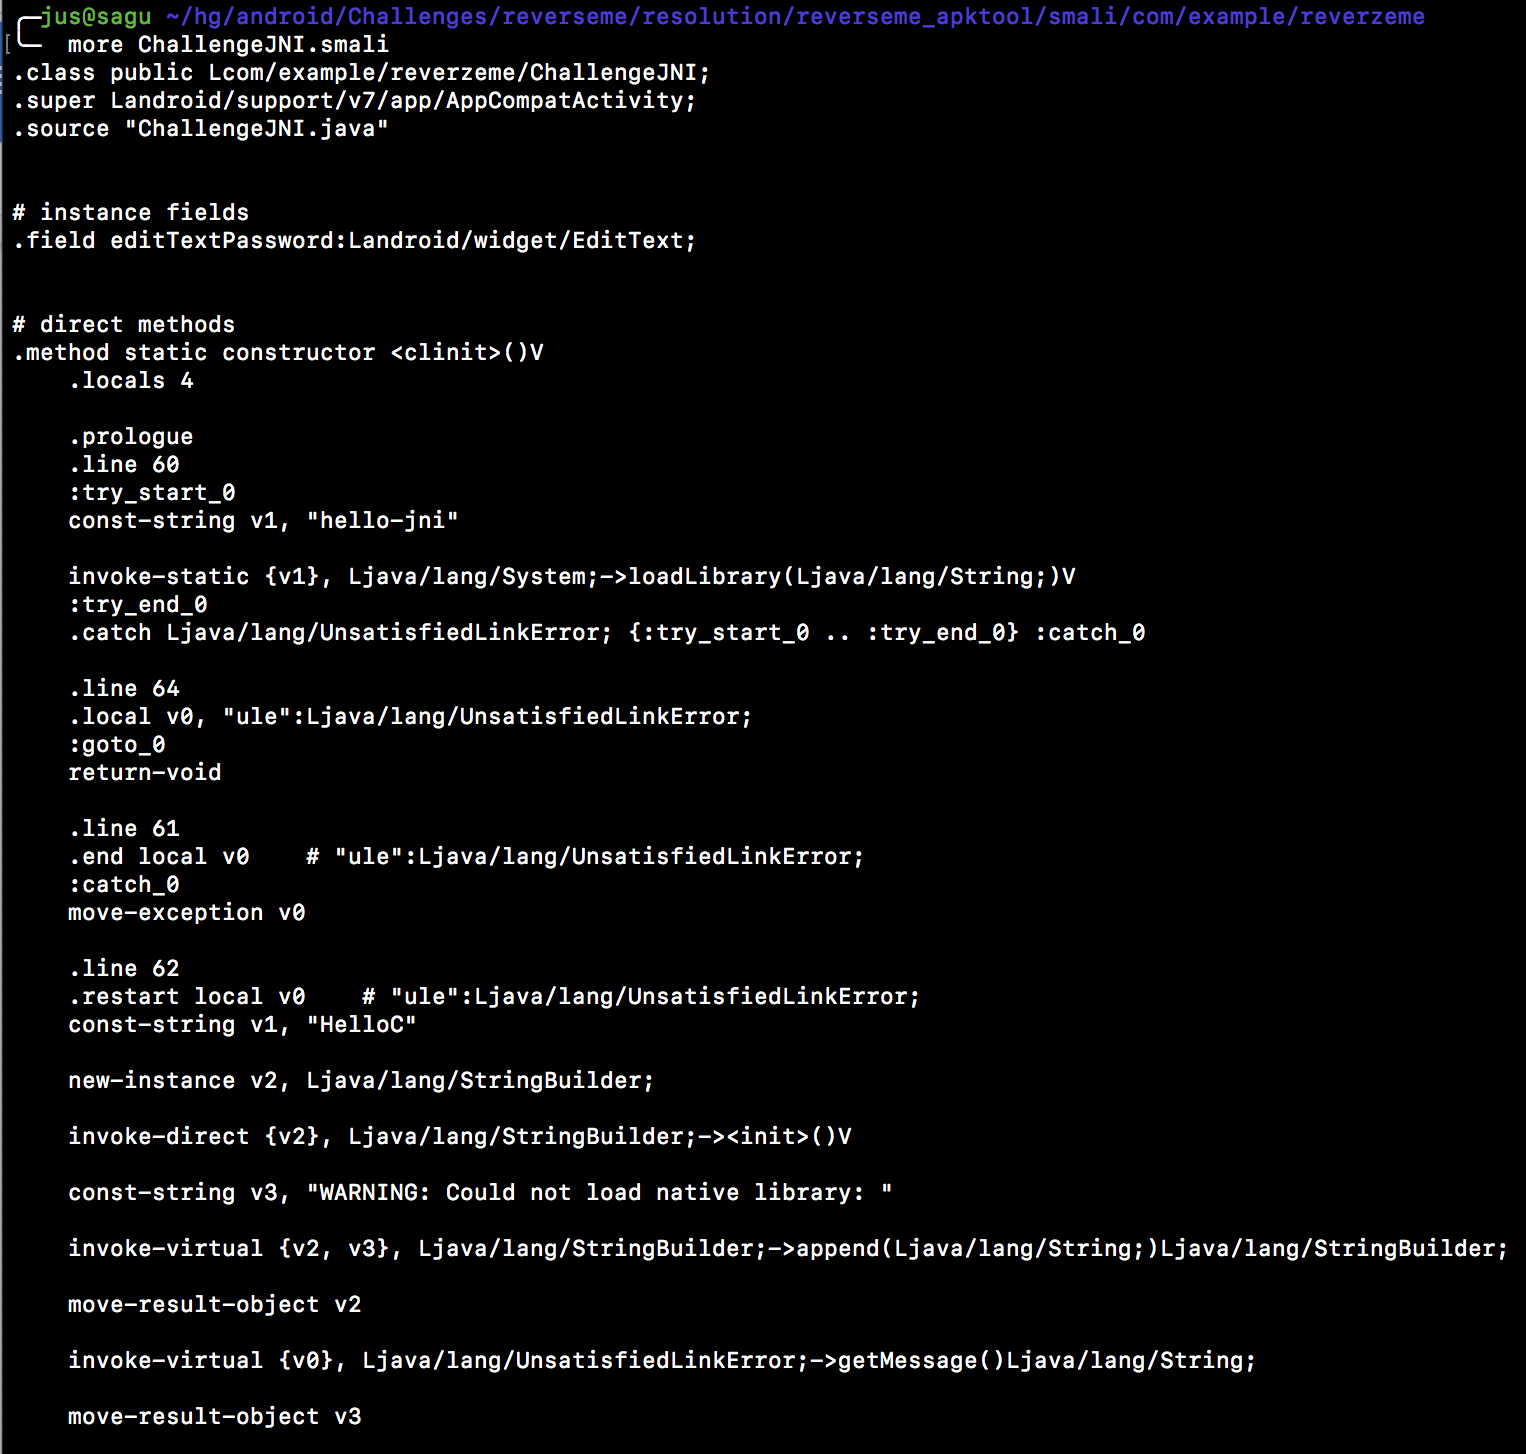 jus@sagu ~/hg/android/Challenges/reverseme/resolution/reverseme_apktool/smali/com/example/reverzeme
more ChallengeJNI.smali
.class public Lcom/example/reverzeme/ChallengeJNI;
.super Landroid/support/v7/app/AppCompatActivity;
.source "ChallengeJNI.java"
# instance fields
.field editTextPassword:Landroid/widget/EditText;
# direct methods
.method static constructor <clinit>()V
.locals 4
.prologue
.line 60
:try_start_0
const-string v1, "hello-jni"
invoke-static {v1}, Ljava/lang/System;->loadLibrary(Ljava/lang/String;)V
:try_end_0
.catch Ljava/lang/UnsatisfiedLinkError; {:try_start_0 .. :try_end_0} :catch_0
.line 64
.local v0, "ule":Ljava/lang/UnsatisfiedLinkError;
:goto_0
return-void
.line 61
.end local v0    # "ule":Ljava/lang/UnsatisfiedLinkError;
:catch_0
move-exception v0
.line 62
.restart local v0    # "ule":Ljava/lang/UnsatisfiedLinkError;
const-string v1, "HelloC"
new-instance v2, Ljava/lang/StringBuilder;
invoke-direct {v2}, Ljava/lang/StringBuilder;-><init>()V
const-string v3, "WARNING: Could not load native library: "
invoke-virtual {v2, v3}, Ljava/lang/StringBuilder;->append(Ljava/lang/String;)Ljava/lang/StringBuilder;
move-result-object v2
invoke-virtual {v0}, Ljava/lang/UnsatisfiedLinkError;->getMessage()Ljava/lang/String;
move-result-object v3